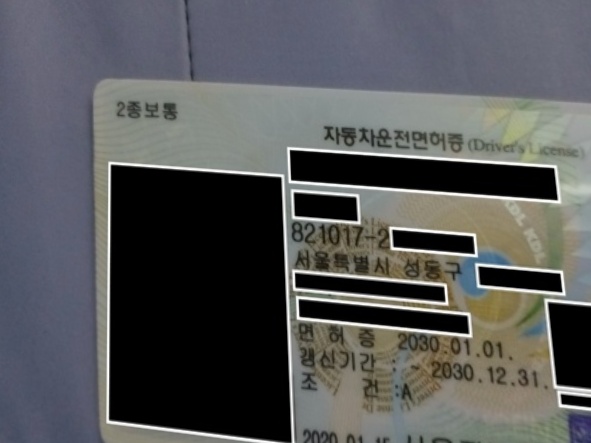 2종보통
자동차운전면허증 (Driver's License)
821017-2
서울특별시 성동구
면 허 증 2030.01.01.
갱신기간 : ~ 2030.12.31.
조 건 :A
2020.01.15